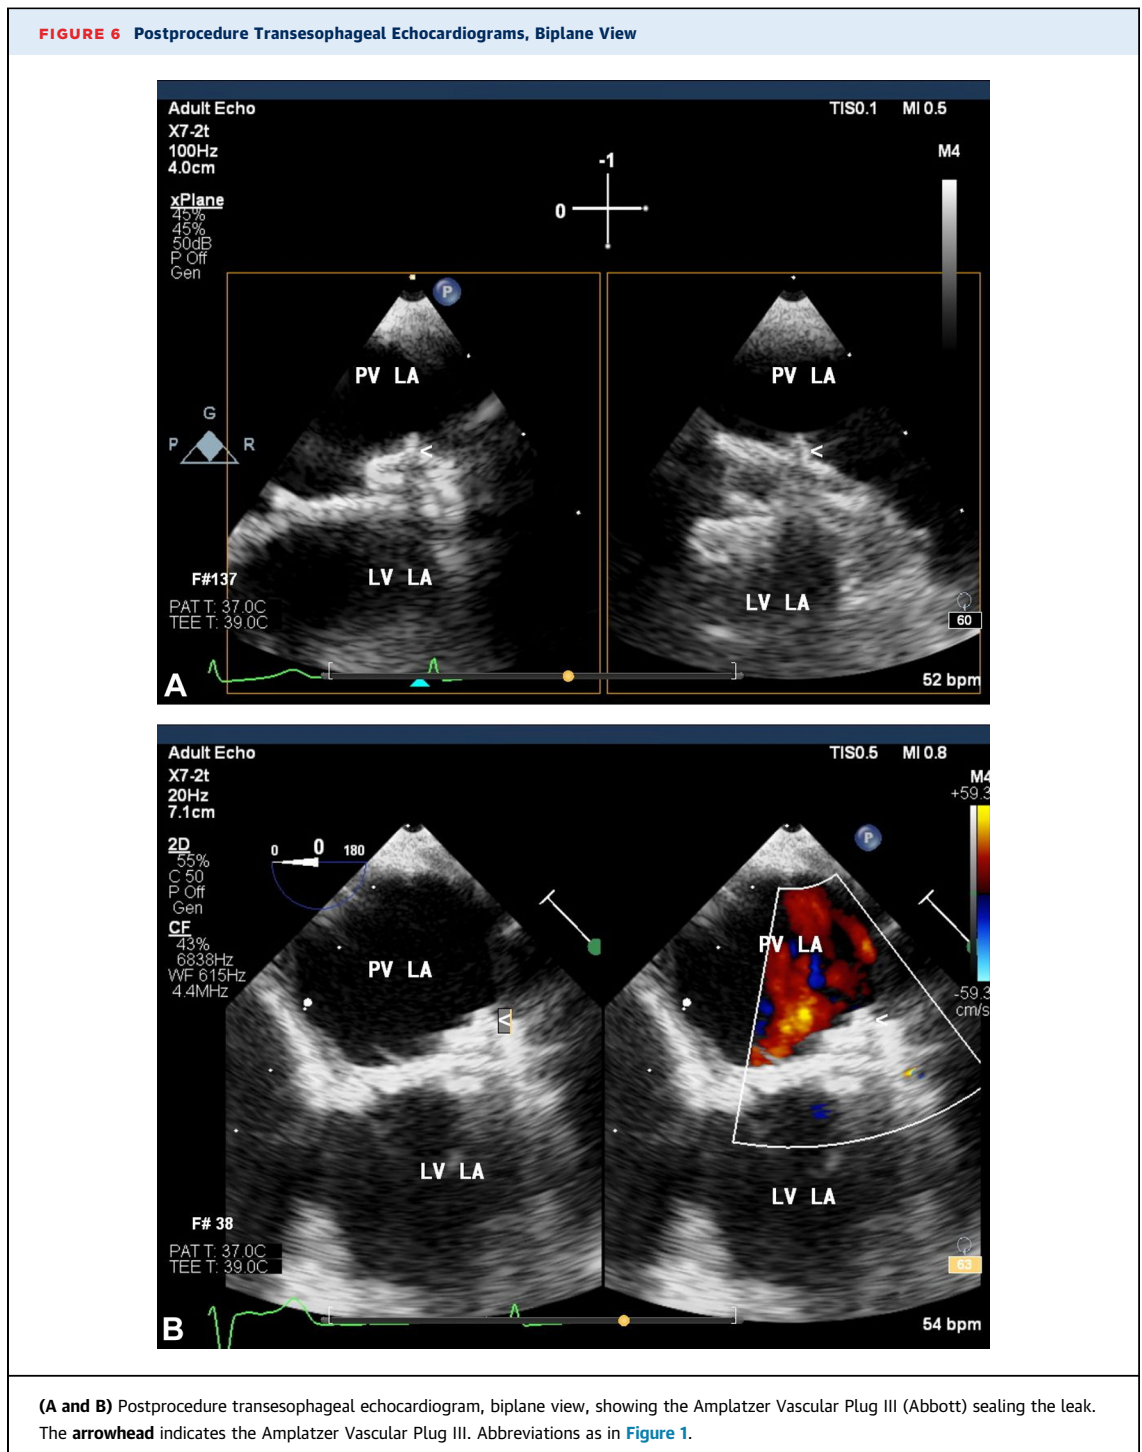 FIGURE 6 Postprocedure Transesophageal Echocardiograms, Biplane View
Adult Echo
TIS0.1 MI 0.5
X7-2t
100Hz
4.0cm
M4
-1
0
xPlane
45%
45%
50dB
P Off
Gen
P
PV LA
PV LA
G
P R
<
<
LV LA
LV LA
F#137
PAT T: 37.0C
TEE T: 39.0C
60
52 bpm
A
Adult Echo
TIS0.5 MI 0.8
X7-2t
20Hz
7.1cm
M4
+59.3
2D
55%
C 50
P Off
Gen
CF
43%
6838Hz
WF 615Hz
4.4MHz
0 0 180
P
PV LA
PV LA
-59.3
cm/s
<
<
LV LA
LV LA
F# 38
PAT T: 37.0C
TEE T: 39.0C
63
54 bpm
B
(A and B) Postprocedure transesophageal echocardiogram, biplane view, showing the Amplatzer Vascular Plug III (Abbott) sealing the leak.
The arrowhead indicates the Amplatzer Vascular Plug III. Abbreviations as in Figure 1.